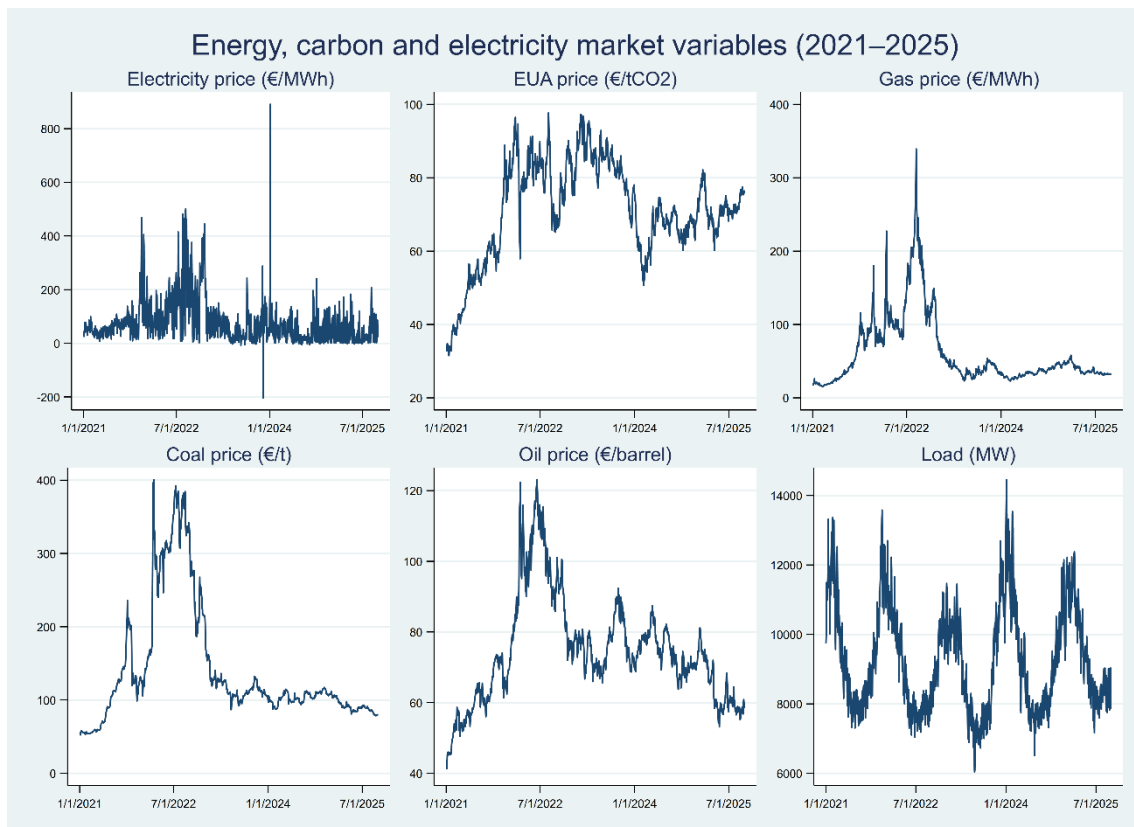 Energy, carbon and electricity market variables (2021–2025)
Electricity price (€/MWh)
800
600
400
200
0
-200
1/1/2021 7/1/2022 1/1/2024 7/1/2025
EUA price (€/tCO2)
100
80
60
40
20
1/1/2021 7/1/2022 1/1/2024 7/1/2025
Gas price (€/MWh)
400
300
200
100
0
1/1/2021 7/1/2022 1/1/2024 7/1/2025
Coal price (€/t)
400
300
200
100
0
1/1/2021 7/1/2022 1/1/2024 7/1/2025
Oil price (€/barrel)
120
100
80
60
40
1/1/2021 7/1/2022 1/1/2024 7/1/2025
Load (MW)
14000
12000
10000
8000
6000
1/1/2021 7/1/2022 1/1/2024 7/1/2025